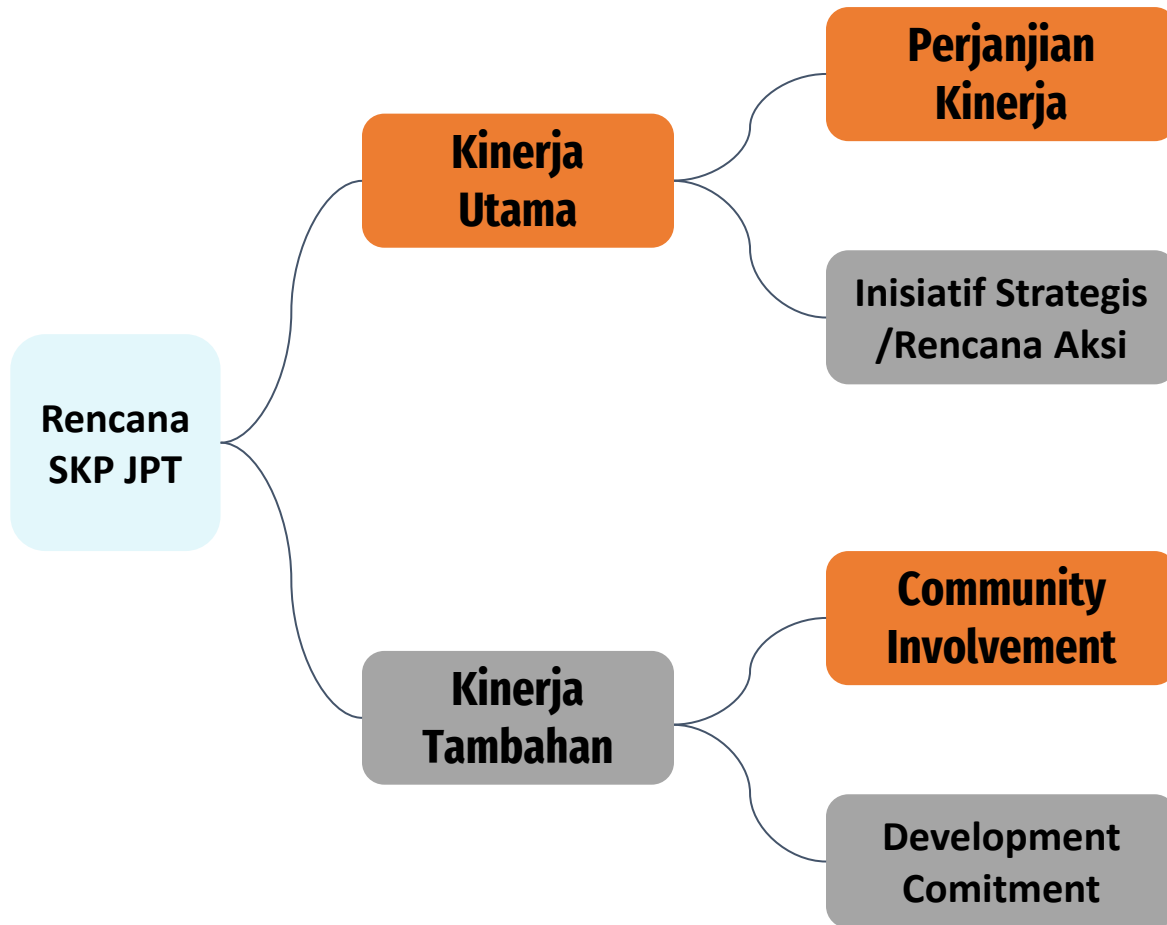 Rencana
SKP JPT
Kinerja
Utama
Perjanjian
Kinerja
Inisiatif Strategis
/Rencana Aksi
Kinerja
Tambahan
Community
Involvement
Development
Comitment